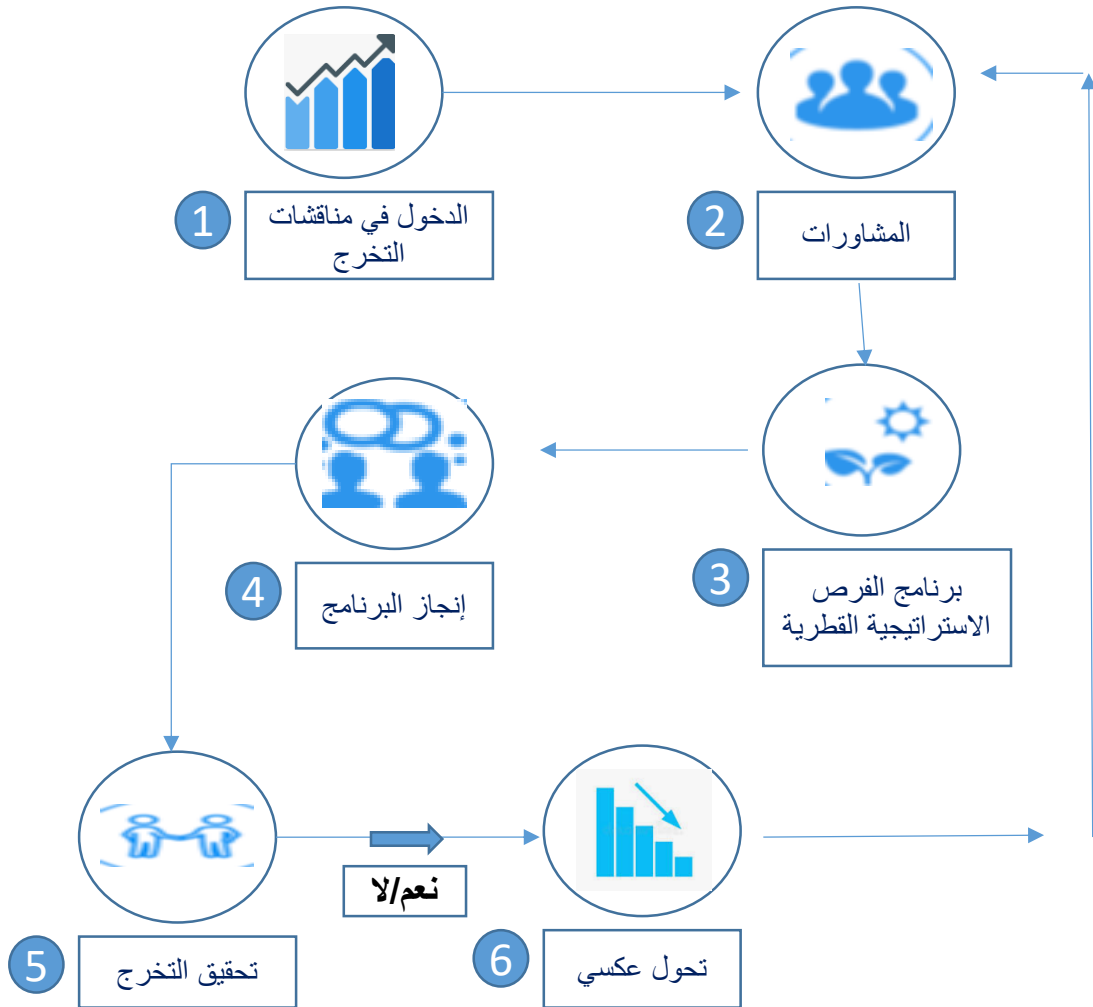 1
الدخول في مناقشات
التخرج
2
المشاورات
3
برنامج الفرص
الاستراتيجية القطرية
4
إنجاز البرنامج
5
تحقيق التخرج
نعم/لا
6
تحول عكسي